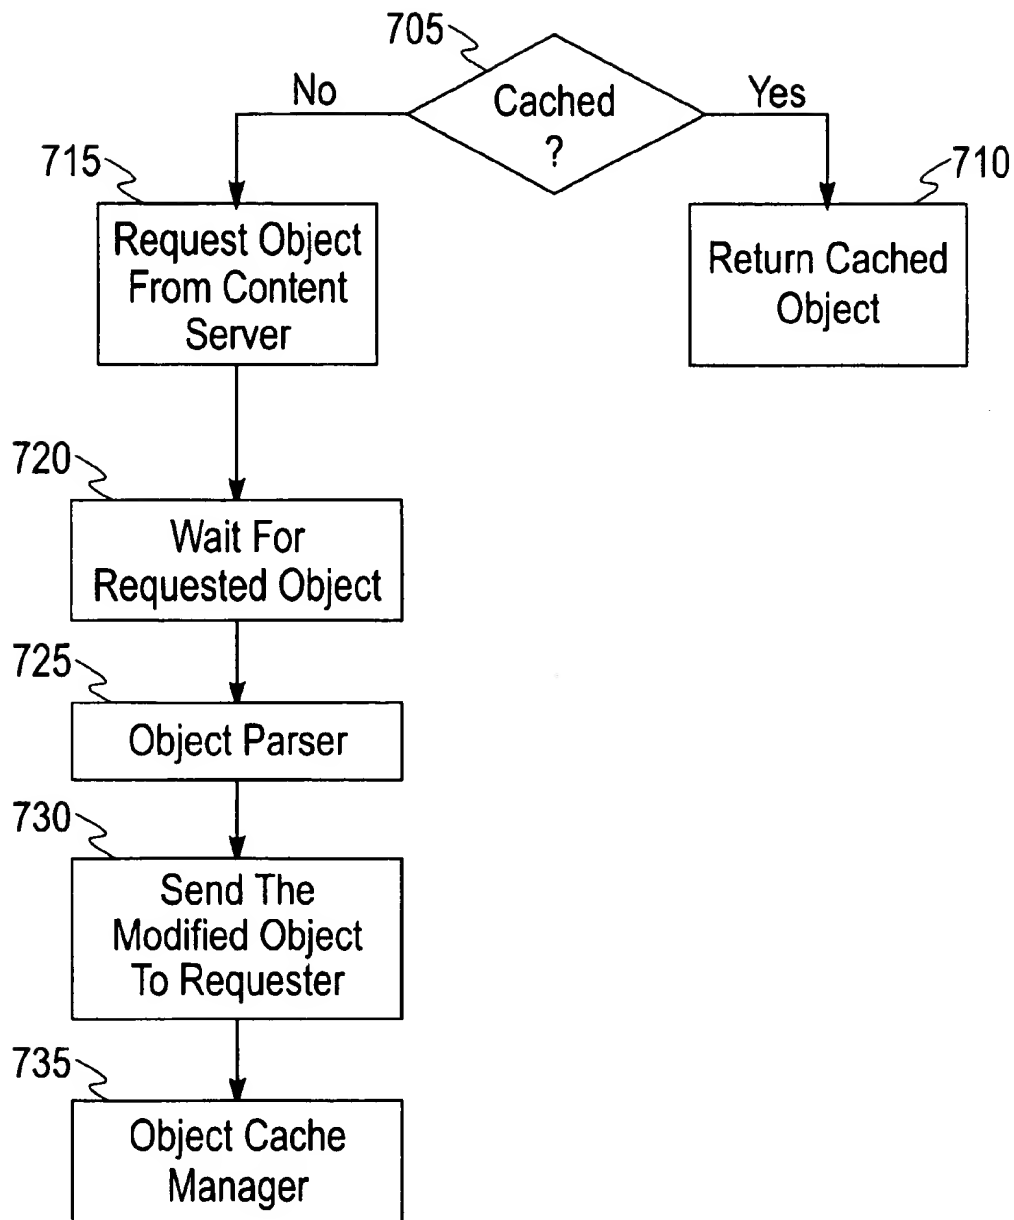 705
Cached
?
No
Yes
715
Request Object
From Content
Server
710
Return Cached
Object
720
Wait For
Requested Object
725
Object Parser
730
Send The
Modified Object
To Requester
735
Object Cache
Manager